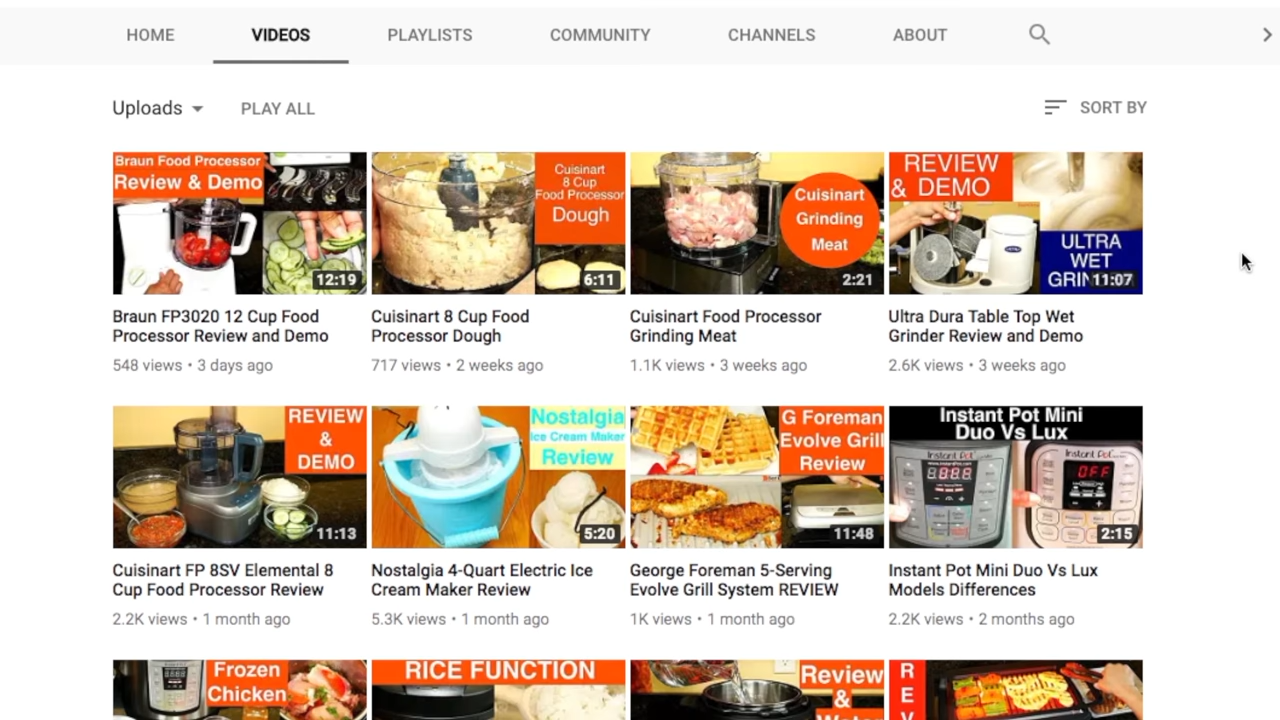 HOME VIDEOS PLAYLISTS COMMUNITY CHANNELS ABOUT
Uploads PLAY ALL SORT BY
Braun Food Processor
Review & Demo
12:19
Cuisinart
8 Cup
Food Processor
Dough
6:11
Cuisinart
Grinding
Meat
2:21
REVIEW
& DEMO
ULTRA
WET
11:07
Braun FP3020 12 Cup Food
Processor Review and Demo
548 views • 3 days ago
Cuisinart 8 Cup Food
Processor Dough
717 views • 2 weeks ago
Cuisinart Food Processor
Grinding Meat
1.1K views • 3 weeks ago
Ultra Dura Table Top Wet
Grinder Review and Demo
2.6K views • 3 weeks ago
REVIEW
&
DEMO
11:13
Nostalgia
Ice Cream Maker
Review
5:20
G Foreman
Evolve Grill
Review
11:48
Instant Pot Mini
Duo Vs Lux
Instant Pot
Instant Pot
OFF
2:15
Cuisinart FP 8SV Elemental 8
Cup Food Processor Review
2.2K views • 1 month ago
Nostalgia 4-Quart Electric Ice
Cream Maker Review
5.3K views • 1 month ago
George Foreman 5-Serving
Evolve Grill System REVIEW
1K views • 1 month ago
Instant Pot Mini Duo Vs Lux
Models Differences
2.2K views • 2 months ago
Frozen
Chicken
RICE FUNCTION
Review
&
R
E
V